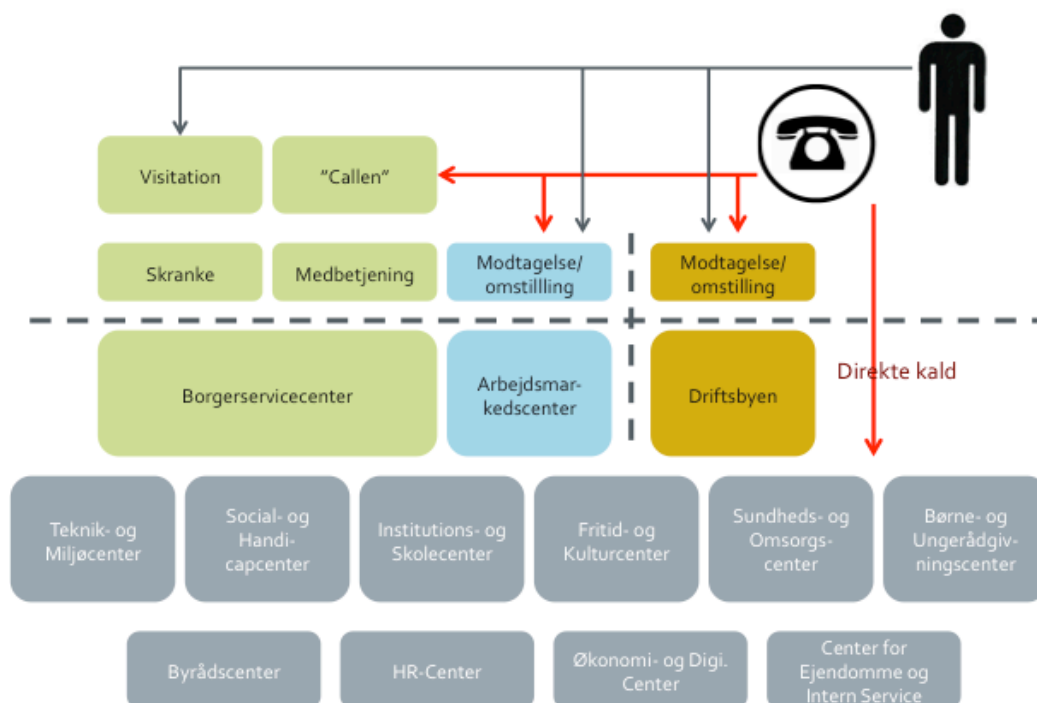 Visitation
"Callen"
Skranke
Medbetjening
Modtagelse/
omstillling
Modtagelse/
omstilling
Borgerservicecenter
Arbejdsmar-
kedscenter
Driftsbyen
Direkte kald
Teknik- og
Miljøcenter
Social- og
Handi-
capcenter
Institutions- og
Skolecenter
Fritid- og
Kulturcenter
Sundheds- og
Omsorgs-
center
Børne- og
Ungerådgiv-
ningscenter
Byrådscenter
HR-Center
Økonomi- og Digi.
Center
Center for
Ejendomme og
Intern Service